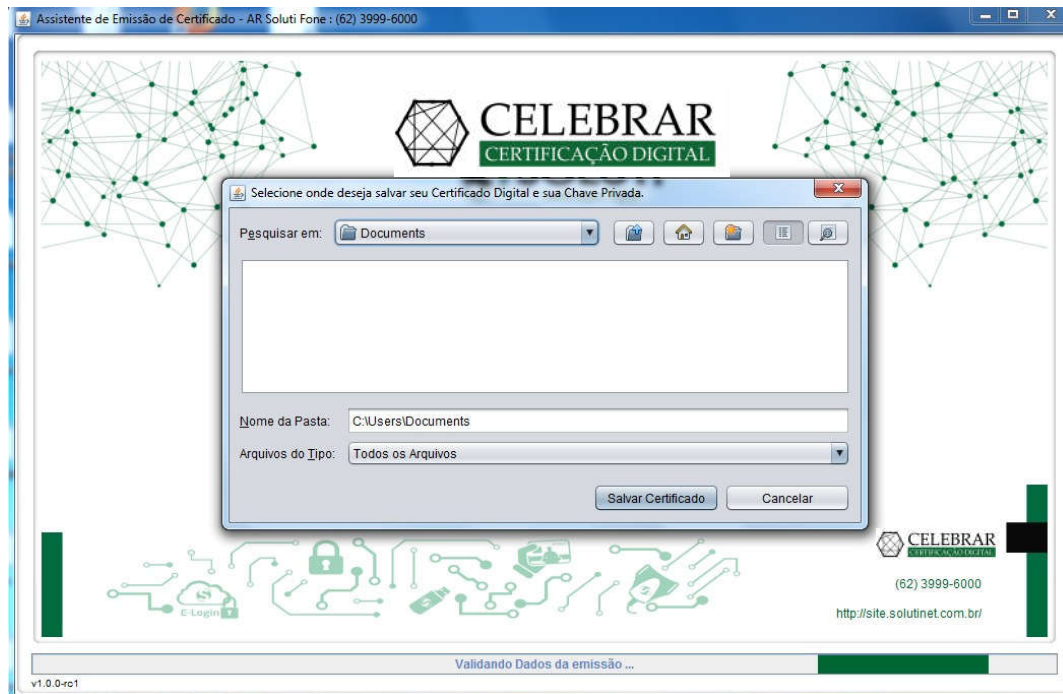 Assistente de Emissão de Certificado - AR Soluti Fone : (62) 3999-6000
CELEBRAR
CERTIFICAÇÃO DIGITAL
Selecione onde deseja salvar seu Certificado Digital e sua Chave Privada.
Pesquisar em: Documents
Nome da Pasta: C:\Users\Documents
Arquivos do Tipo: Todos os Arquivos
Salvar Certificado Cancelar
CELEBRAR
CERTIFICAÇÃO DIGITAL
E-Login
(62) 3999-6000
http://site.solutinet.com.br/
Validando Dados da emissão ...
v1.0.0-rc1